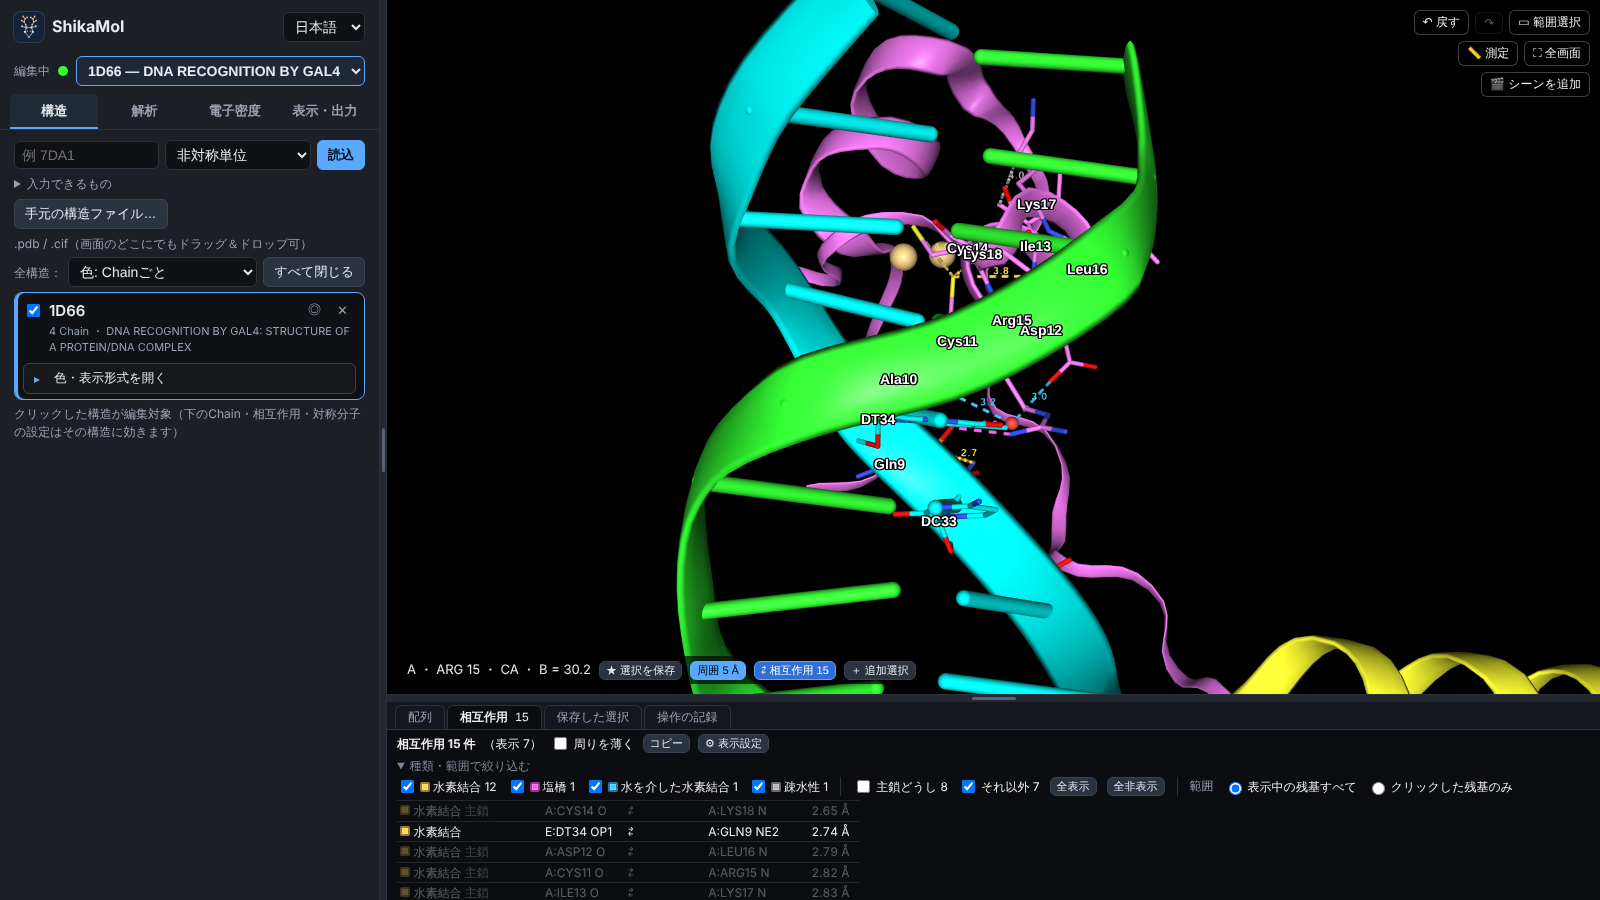 ShikaMol
日本語
編集中
1D66 — DNA RECOGNITION BY GAL4
構造
解析
電子密度
表示・出力
例 7DA1
非対称単位
読込
▶ 入力できるもの
手元の構造ファイル…
.pdb / .cif（画面のどこにでもドラッグ＆ドロップ可）
全構造：
色: Chainごと
すべて閉じる
1D66
4 Chain ・ DNA RECOGNITION BY GAL4: STRUCTURE OF
A PROTEIN/DNA COMPLEX
▸ 色・表示形式を開く
クリックした構造が編集対象（下のChain・相互作用・対称分子
の設定はその構造に効きます）
↶ 戻す
↷
▭ 範囲選択
📏 測定
⛶ 全画面
🎬 シーンを追加
4.0
Lys17
Cys14
Lys18
Ile13
Leu16
3.8
Arg15
Asp12
Cys11
Ala10
3.2
3.0
DT34
2.7
Gln9
DC33
A ・ ARG 15 ・ CA ・ B = 30.2
★ 選択を保存
周囲 5 Å
⇄ 相互作用 15
＋ 追加選択
配列
相互作用 15
保存した選択
操作の記録
相互作用 15 件 （表示 7）
周りを薄く
コピー
⚙ 表示設定
▼ 種類・範囲で絞り込む
水素結合 12
塩橋 1
水を介した水素結合 1
疎水性 1
主鎖どうし 8
それ以外 7
全表示
全非表示
範囲
表示中の残基すべて
クリックした残基のみ
水素結合 主鎖 A:CYS14 O ⇄ A:LYS18 N 2.65 Å
水素結合 E:DT34 OP1 ⇄ A:GLN9 NE2 2.74 Å
水素結合 主鎖 A:ASP12 O ⇄ A:LEU16 N 2.79 Å
水素結合 主鎖 A:CYS11 O ⇄ A:ARG15 N 2.82 Å
水素結合 主鎖 A:ILE13 O ⇄ A:LYS17 N 2.83 Å